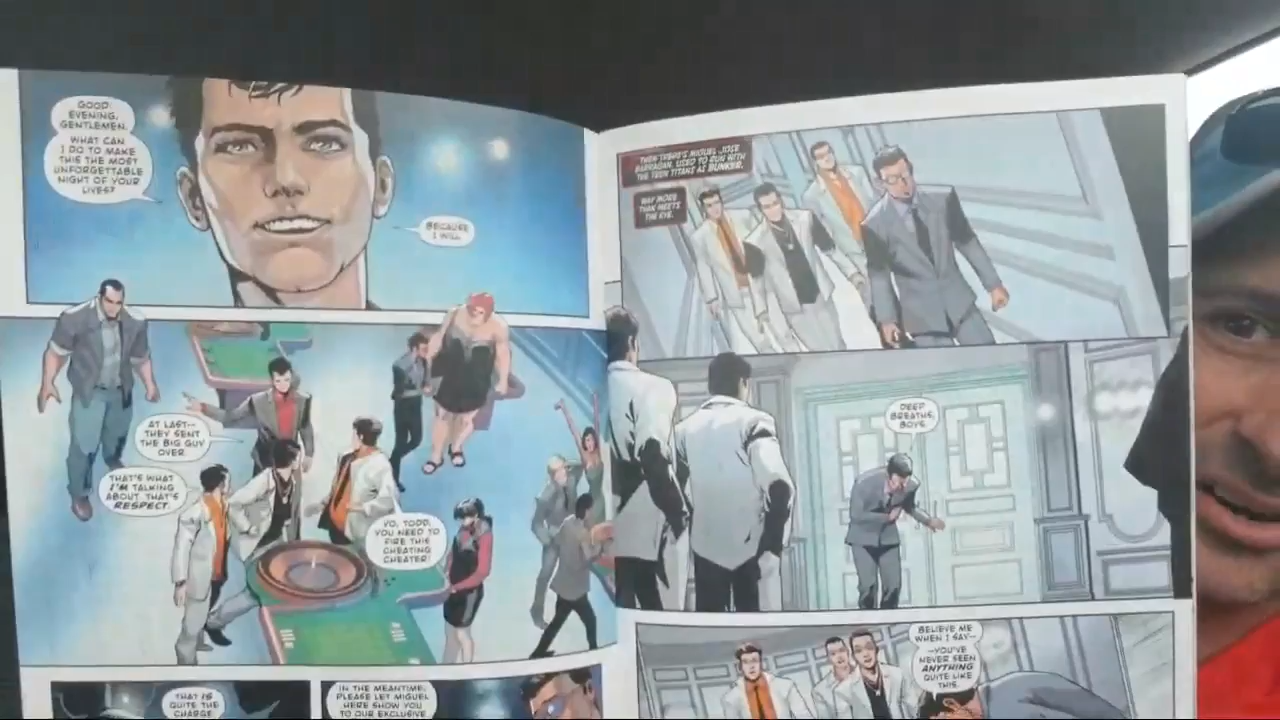 GOOD
EVENING,
GENTLEMEN.
WHAT CAN
I DO TO MAKE
THIS THE MOST
UNFORGETTABLE
NIGHT OF YOUR
LIVES?
BECAUSE
I WILL.
AT LAST--
THEY SENT
THE BIG GUY
OVER.
THAT'S WHAT
I'M TALKING
ABOUT. THAT'S
RESPECT.
YO, TODD,
YOU NEED TO
FIRE THIS
CHEATING
CHEATER!
THAT IS
QUITE THE
CHARGE
IN THE MEANTIME,
PLEASE LET MIGUEL
HERE SHOW YOU
TO OUR EXCLUSIVE
THEN THERE'S MIGUEL JOSE
BARRAGAN, USED TO RUN WITH
THE TEEN TITANS AS BUNKER.
WAY MORE
THAN MEETS
THE EYE.
DEEP
BREATHS,
BOYS.
BELIEVE ME
WHEN I SAY--
--YOU'VE
NEVER SEEN
ANYTHING
QUITE LIKE
THIS.